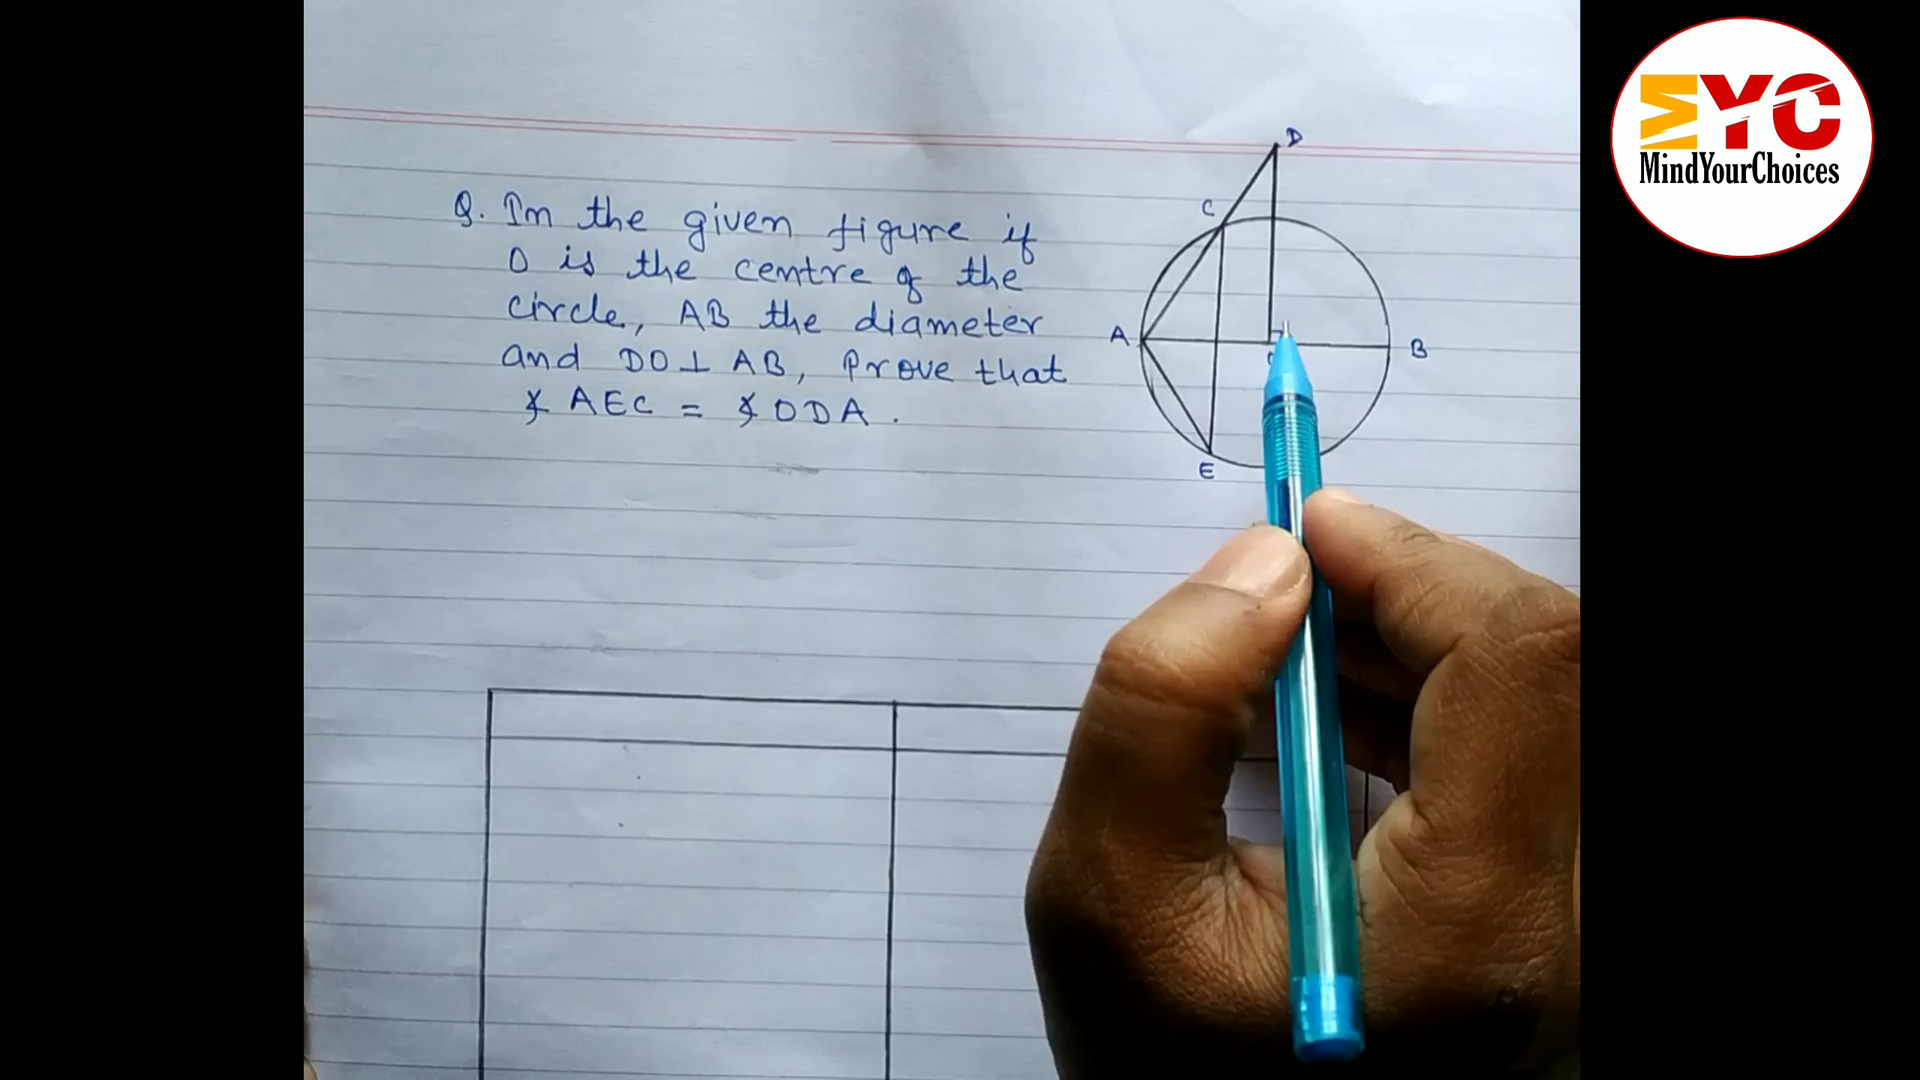 Q. In the given figure if
O is the centre of the
circle, AB the diameter
and DO⊥AB, Prove that
∡ AEC = ∡ ODA.
D
C
A
B
E
MYC
MindYourChoices